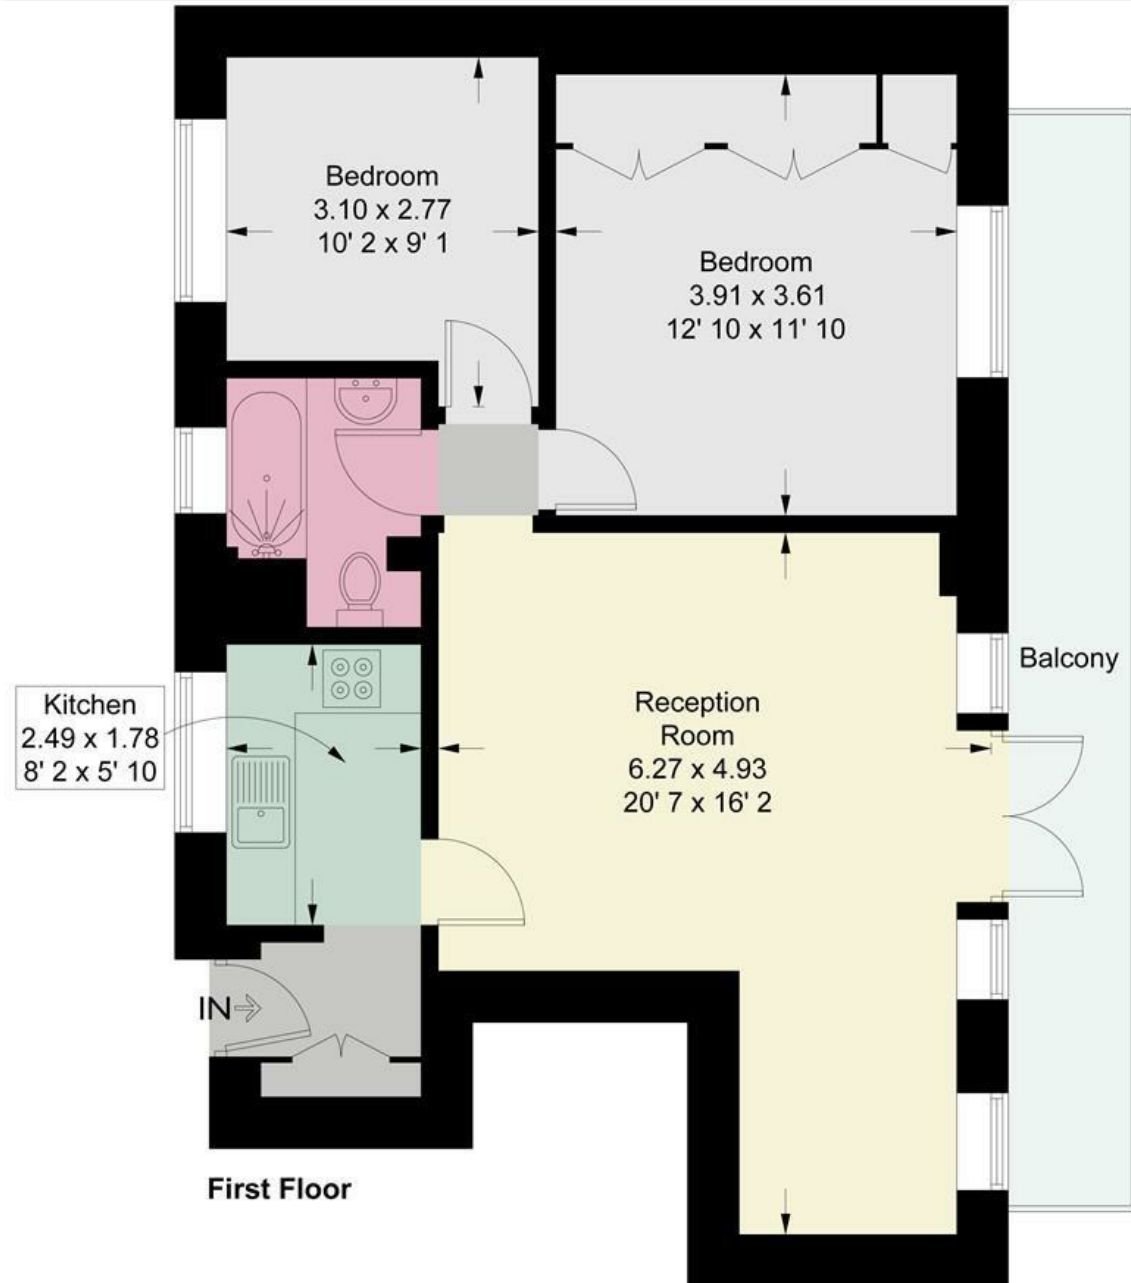 Bedroom
3.10 x 2.77
10' 2 x 9' 1
Bedroom
3.91 x 3.61
12' 10 x 11' 10
Kitchen
2.49 x 1.78
8' 2 x 5' 10
Reception
Room
6.27 x 4.93
20' 7 x 16' 2
Balcony
IN
First Floor